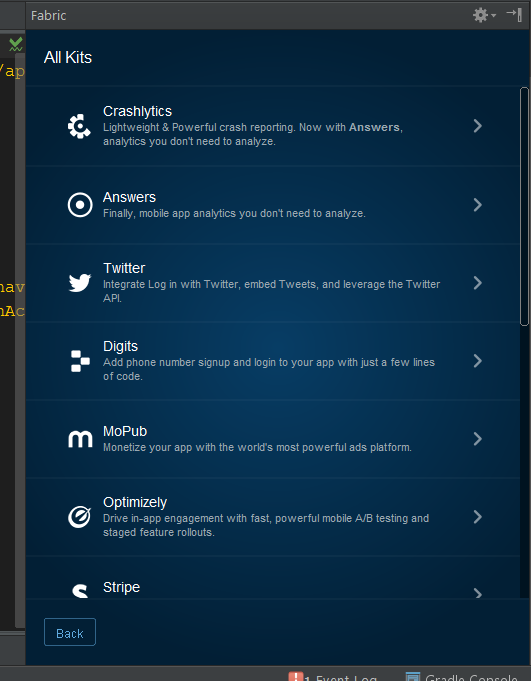 Fabric
All Kits
/ap
Crashlytics
Lightweight & Powerful crash reporting. Now with Answers,
analytics you don't need to analyze.
Answers
Finally, mobile app analytics you don't need to analyze.
nav
Twitter
Integrate Log in with Twitter, embed Tweets, and leverage the Twitter
API.
nAc
Digits
Add phone number signup and login to your app with just a few lines
of code.
MoPub
Monetize your app with the world's most powerful ads platform.
Optimizely
Drive in-app engagement with fast, powerful mobile A/B testing and
staged feature rollouts.
Stripe
Back
1 Event Log
Gradle Console